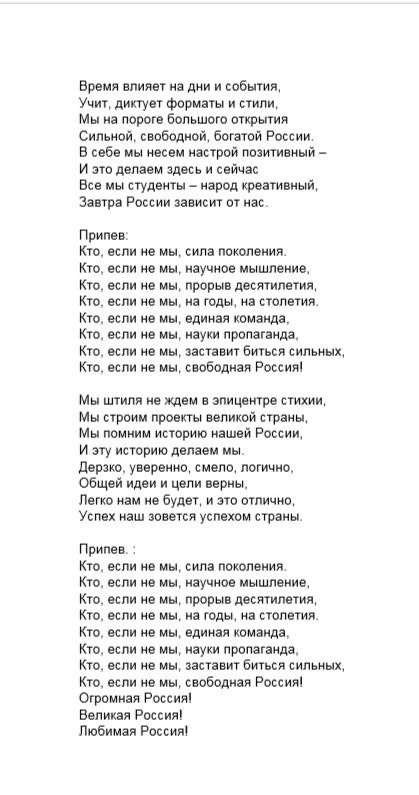 Время влияет на дни и события,
Учит, диктует форматы и стили,
Мы на пороге большого открытия
Сильной, свободной, богатой России.
В себе мы несем настрой позитивный –
И это делаем здесь и сейчас
Все мы студенты – народ креативный,
Завтра России зависит от нас.
Припев:
Кто, если не мы, сила поколения.
Кто, если не мы, научное мышление,
Кто, если не мы, прорыв десятилетия,
Кто, если не мы, на годы, на столетия.
Кто, если не мы, единая команда,
Кто, если не мы, науки пропаганда,
Кто, если не мы, заставит биться сильных,
Кто, если не мы, свободная Россия!
Мы штиля не ждем в эпицентре стихии,
Мы строим проекты великой страны,
Мы помним историю нашей России,
И эту историю делаем мы.
Дерзко, уверенно, смело, логично,
Общей идеи и цели верны,
Легко нам не будет, и это отлично,
Успех наш зовется успехом страны.
Припев. :
Кто, если не мы, сила поколения.
Кто, если не мы, научное мышление,
Кто, если не мы, прорыв десятилетия,
Кто, если не мы, на годы, на столетия.
Кто, если не мы, единая команда,
Кто, если не мы, науки пропаганда,
Кто, если не мы, заставит биться сильных,
Кто, если не мы, свободная Россия!
Огромная Россия!
Великая Россия!
Любимая Россия!